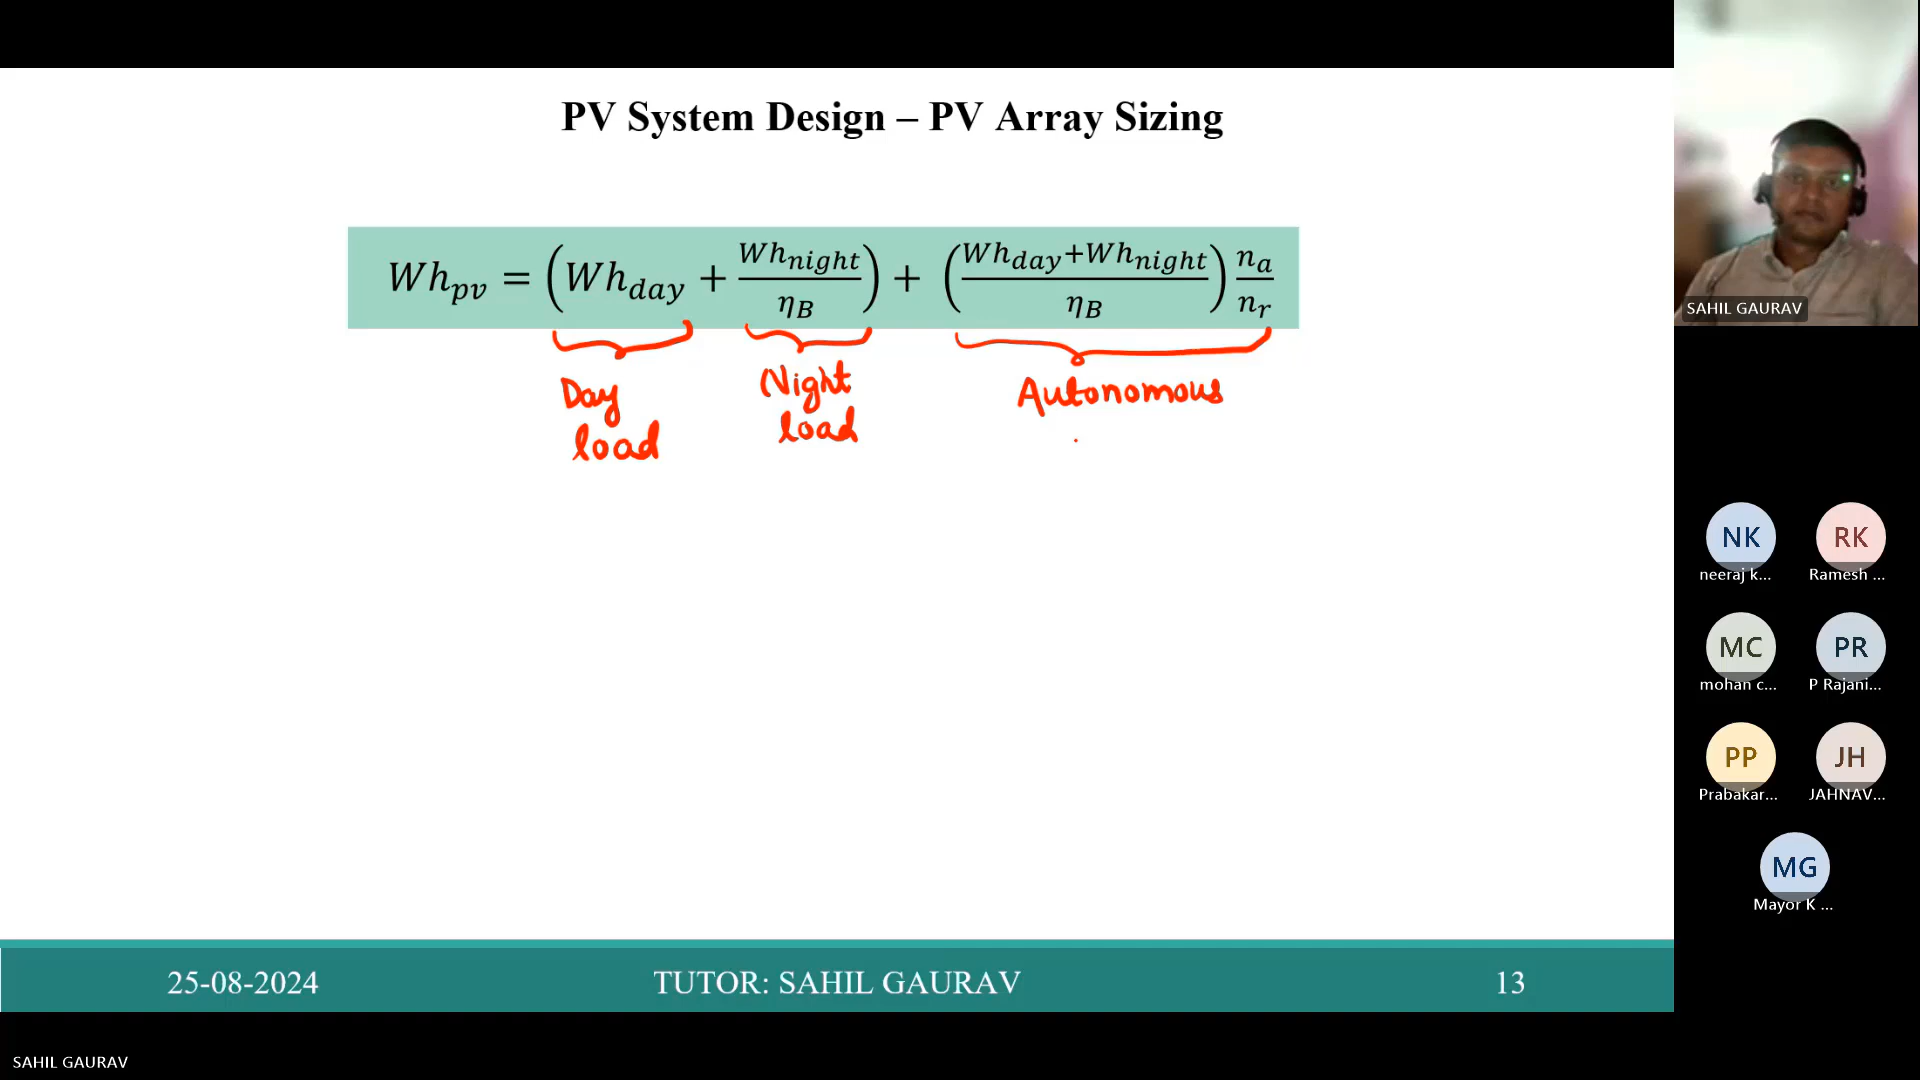 PV System Design – PV Array Sizing
Wh_pv = (Wh_day + Wh_night / η_B) + ((Wh_day+Wh_night) / η_B) n_a / n_r
Day
load
Night
load
Autonomous
SAHIL GAURAV
NK
neeraj k...
RK
Ramesh ...
MC
mohan c...
PR
P Rajani...
PP
Prabakar...
JH
JAHNAV...
MG
Mayor K ...
25-08-2024
TUTOR: SAHIL GAURAV
13
SAHIL GAURAV